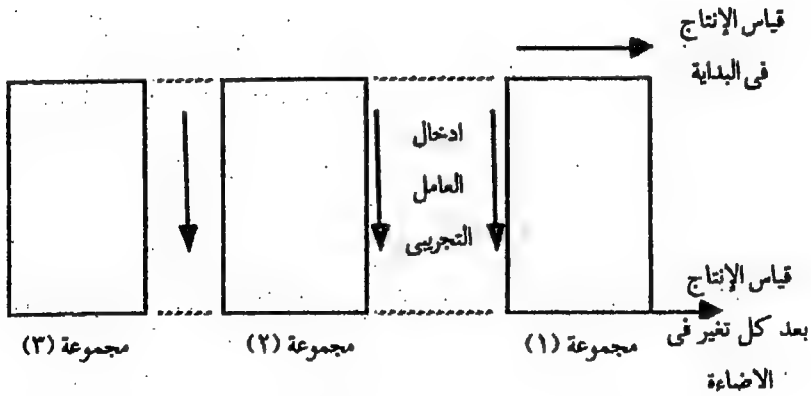 قياس الإنتاج
فى البداية
ادخال
العامل
التجريبى
قياس الإنتاج
بعد كل تغير فى
الاضاءة
مجموعة (١)
مجموعة (٢)
مجموعة (٣)